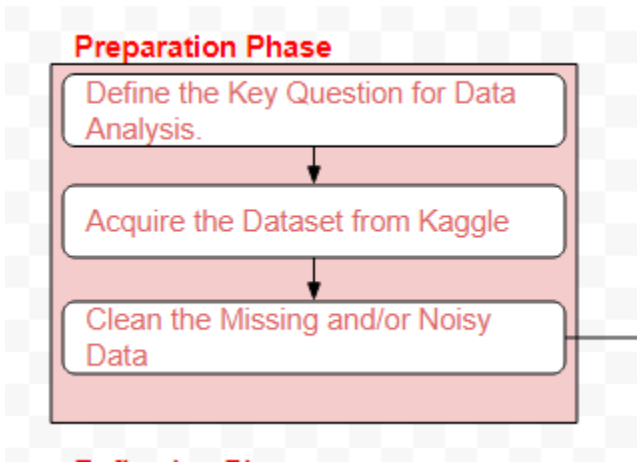 Preparation Phase
Define the Key Question for Data
Analysis.
Acquire the Dataset from Kaggle
Clean the Missing and/or Noisy
Data